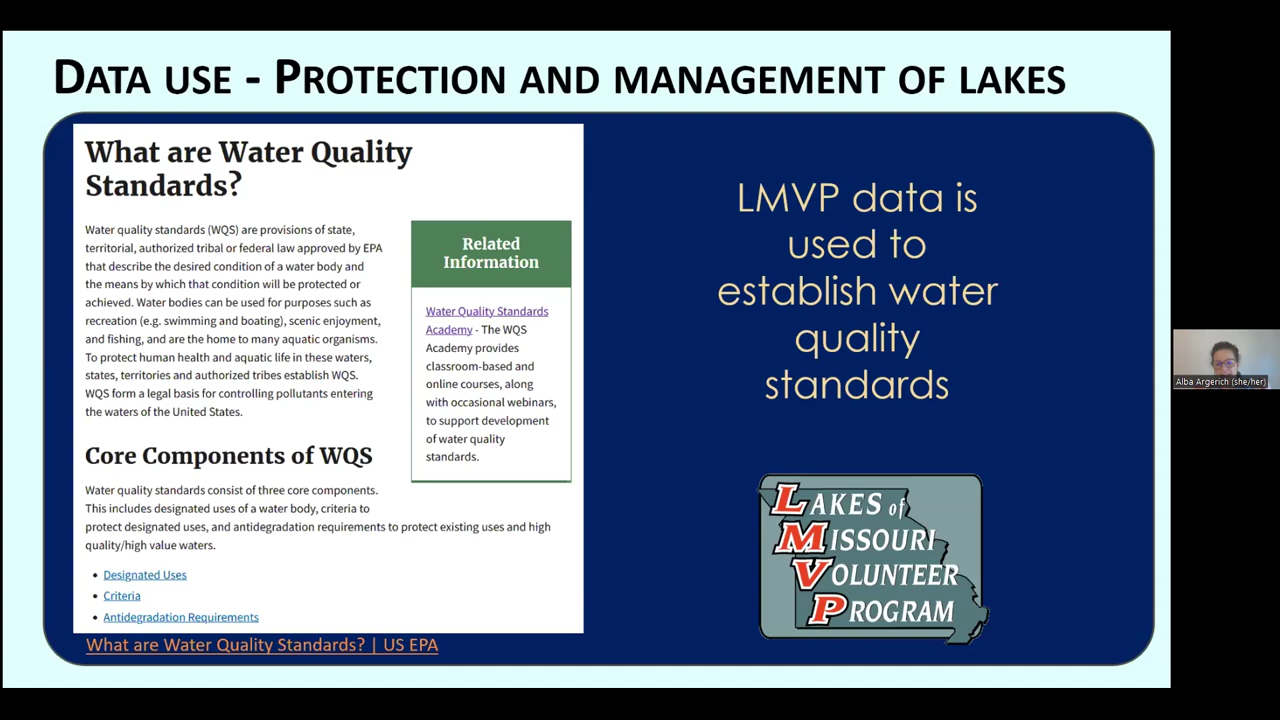 DATA USE - PROTECTION AND MANAGEMENT OF LAKES
What are Water Quality
Standards?
Water quality standards (WQS) are provisions of state,
territorial, authorized tribal or federal law approved by EPA
that describe the desired condition of a water body and
the means by which that condition will be protected or
achieved. Water bodies can be used for purposes such as
recreation (e.g. swimming and boating), scenic enjoyment,
and fishing, and are the home to many aquatic organisms.
To protect human health and aquatic life in these waters,
states, territories and authorized tribes establish WQS.
WQS form a legal basis for controlling pollutants entering
the waters of the United States.
Related
Information
Water Quality Standards
Academy - The WQS
Academy provides
classroom-based and
online courses, along
with occasional webinars,
to support development
of water quality
standards.
Core Components of WQS
Water quality standards consist of three core components.
This includes designated uses of a water body, criteria to
protect designated uses, and antidegradation requirements to protect existing uses and high
quality/high value waters.
• Designated Uses
• Criteria
• Antidegradation Requirements
What are Water Quality Standards? | US EPA
LMVP data is
used to
establish water
quality
standards
LAKES of
MISSOURI
VOLUNTEER
PROGRAM
Alba Argerich (she/her)